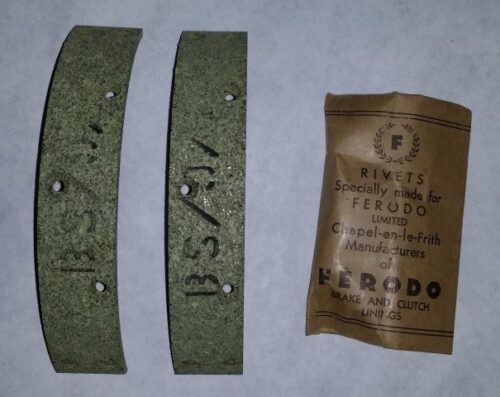 BS/
BS/
F
RIVETS
Specially made for
FERODO
LIMITED
Chapel-en-le-Frith
Manufacturers
of
FERODO
BRAKE AND CLUTCH
LININGS